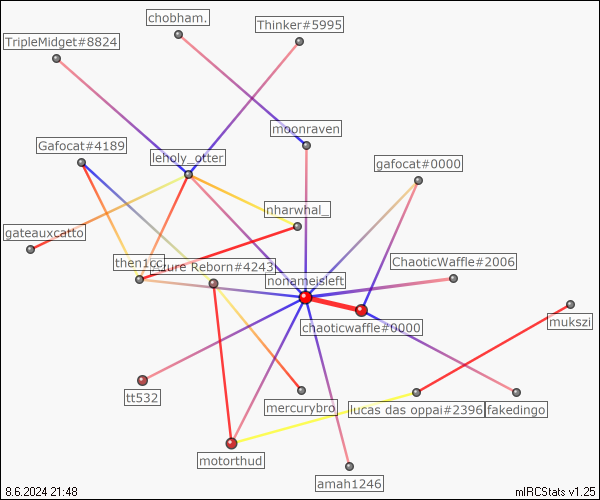 chobham.
Thinker#5995
TripleMidget#8824
moonraven
Gafocat#4189
leholy_otter
gafocat#0000
nharwhal_
gateauxcatto
then1cc
Reborn#4243
ChaoticWaffle#2006
nonameisleft
chaoticwaffle#0000
mukszi
tt532
mercurybro
lucas das oppai#2396
fakedingo
motorthud
amah1246
8.6.2024 21:48
mIRCStats v1.25